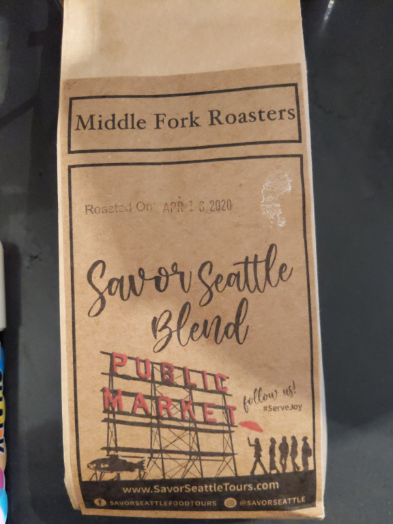 Middle Fork Roasters
Roasted On: APR 1 6 2020
Savor Seattle
Blend
PUBLIC
MARKET
follow us!
#ServeJoy
www.SavorSeattleTours.com
SAVORSEATTLEFOODTOURS @SAVORSEATTLE